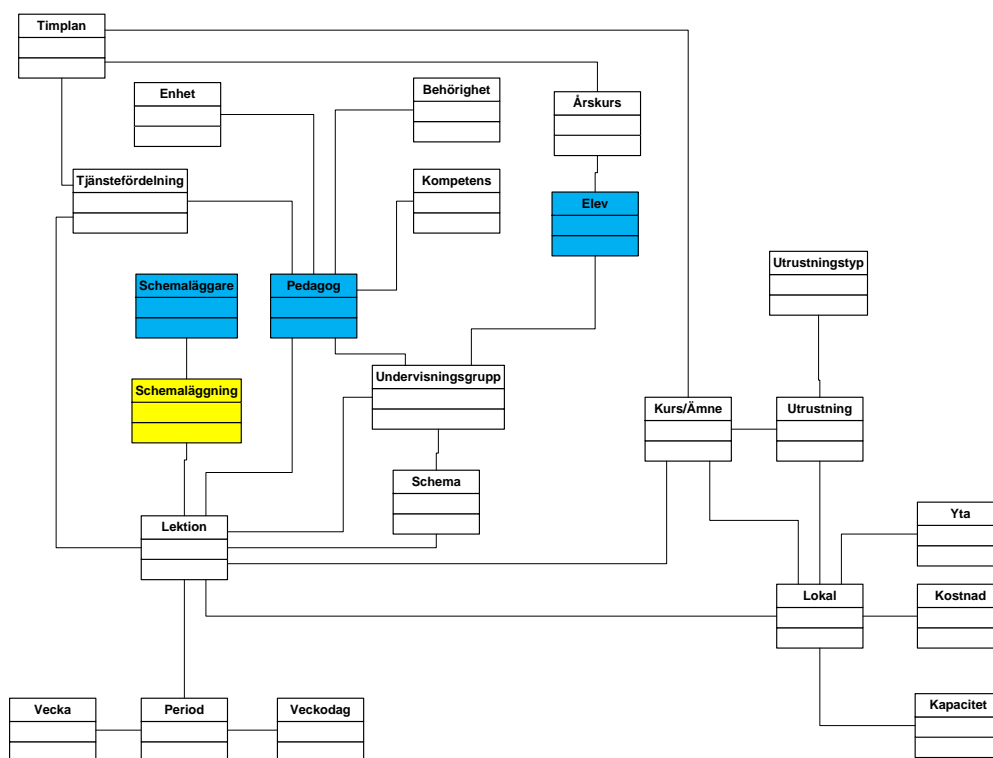 Timplan
Enhet
Behörighet
Årskurs
Tjänstefördelning
Kompetens
Elev
Utrustningstyp
Schemaläggare
Pedagog
Undervisningsgrupp
Schemaläggning
Kurs/Ämne
Utrustning
Schema
Lektion
Yta
Lokal
Kostnad
Vecka
Period
Veckodag
Kapacitet